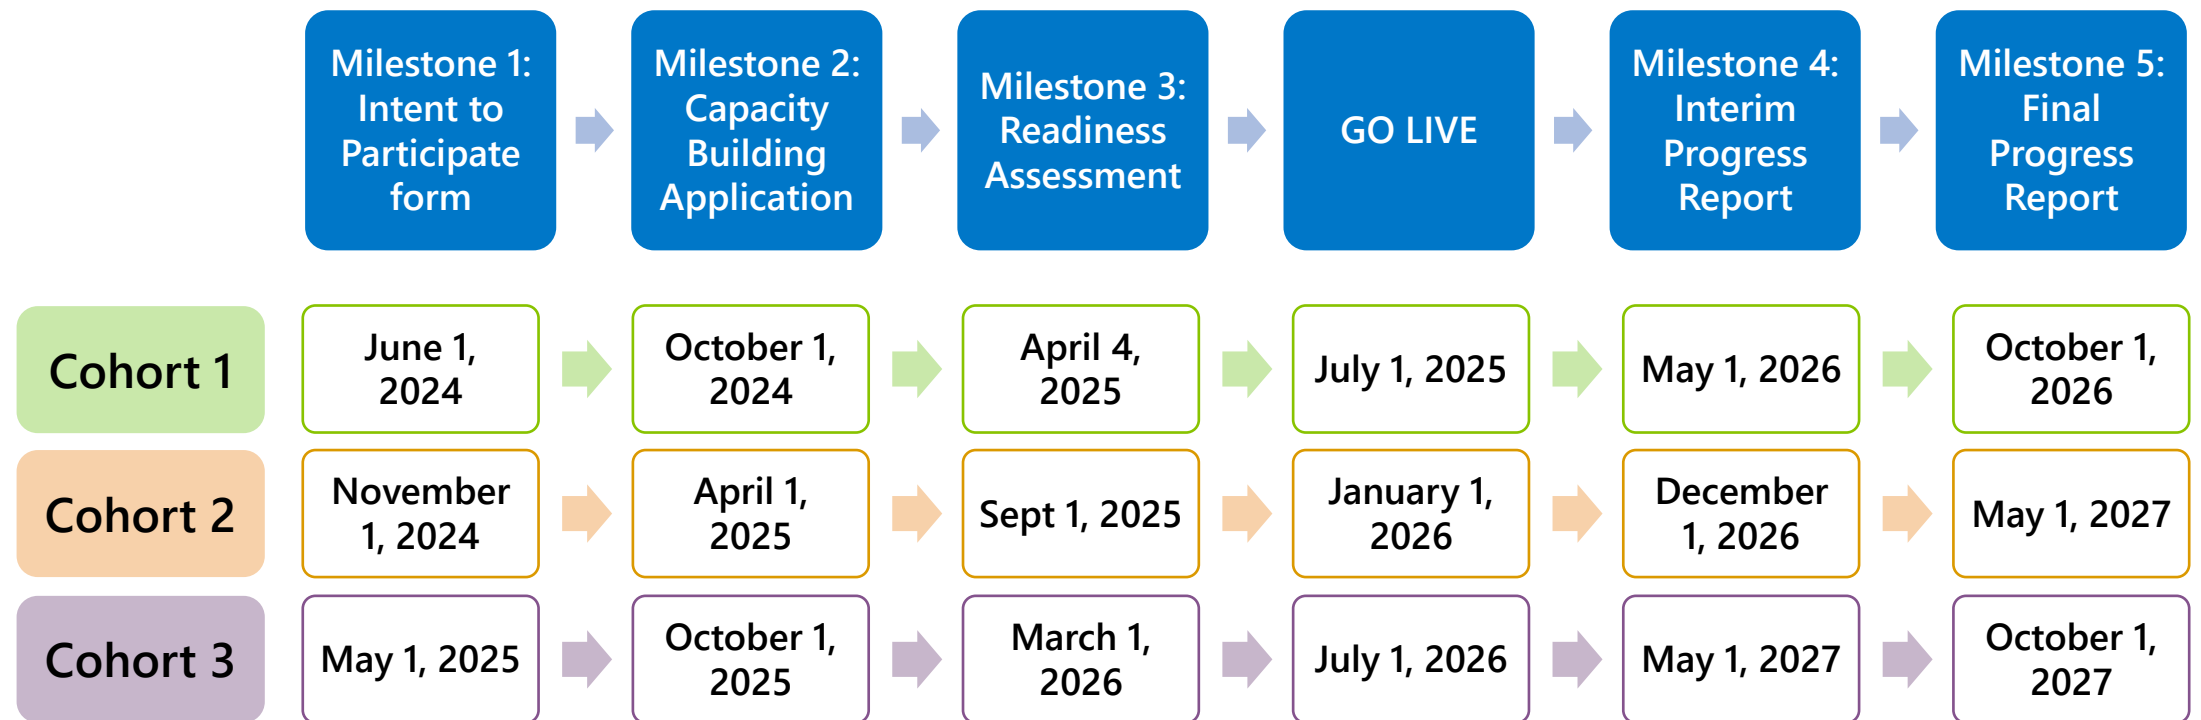 Milestone 1:
Intent to
Participate
form
Milestone 2:
Capacity
Building
Application
Milestone 3:
Readiness
Assessment
GO LIVE
Milestone 4:
Interim
Progress
Report
Milestone 5:
Final
Progress
Report
Cohort 1
June 1,
2024
October 1,
2024
April 4,
2025
July 1, 2025
May 1, 2026
October 1,
2026
Cohort 2
November
1, 2024
April 1,
2025
Sept 1, 2025
January 1,
2026
December
1, 2026
May 1, 2027
Cohort 3
May 1, 2025
October 1,
2025
March 1,
2026
July 1, 2026
May 1, 2027
October 1,
2027